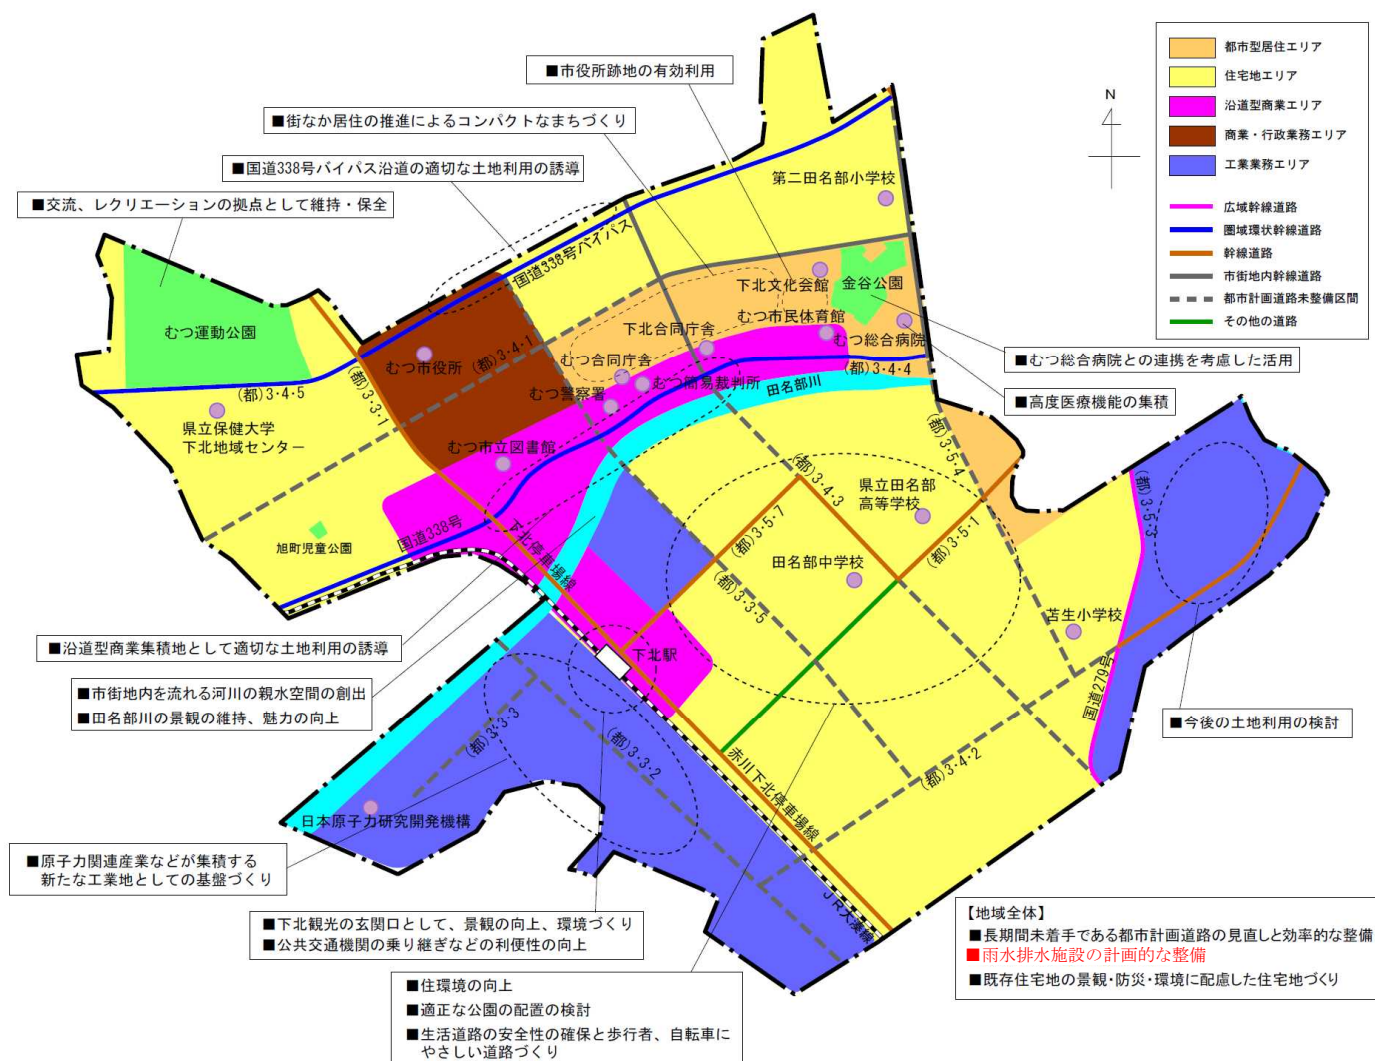 ■市役所跡地の有効利用
■街なか居住の推進によるコンパクトなまちづくり
■国道338号バイパス沿道の適切な土地利用の誘導
■交流、レクリエーションの拠点として維持・保全
都市型居住エリア
住宅地エリア
沿道型商業エリア
商業・行政業務エリア
工業業務エリア
広域幹線道路
圏域環状幹線道路
幹線道路
市街地内幹線道路
都市計画道路未整備区間
その他の道路
N
第二田名部小学校
国道338号バイパス
下北文化会館
金谷公園
むつ運動公園
むつ市民体育館
下北合同庁舎
むつ総合病院
むつ市役所
(都)3・4・1
むつ合同庁舎
(都)3・4・4
むつ簡易裁判所
田名部川
むつ警察署
(都)3・4・5
(都)3・3・1
県立保健大学
下北地域センター
むつ市立図書館
(都)3・5・4
(都)3・4・3
県立田名部
高等学校
(都)3・5・3
国道338号
下北停車場線
(都)3・5・7
(都)3・5・1
旭町児童公園
田名部中学校
(都)3・3・5
苫生小学校
下北駅
国道279号
(都)3・3・3
(都)3・3・2
(都)3・4・2
赤川下北停車場線
日本原子力研究開発機構
JR大湊線
■むつ総合病院との連携を考慮した活用
■高度医療機能の集積
■沿道型商業集積地として適切な土地利用の誘導
■市街地内を流れる河川の親水空間の創出
■田名部川の景観の維持、魅力の向上
■今後の土地利用の検討
■原子力関連産業などが集積する
新たな工業地としての基盤づくり
■下北観光の玄関口として、景観の向上、環境づくり
■公共交通機関の乗り継ぎなどの利便性の向上
■住環境の向上
■適正な公園の配置の検討
■生活道路の安全性の確保と歩行者、自転車に
やさしい道路づくり
【地域全体】
■長期間未着手である都市計画道路の見直しと効率的な整備
■雨水排水施設の計画的な整備
■既存住宅地の景観・防災・環境に配慮した住宅地づくり